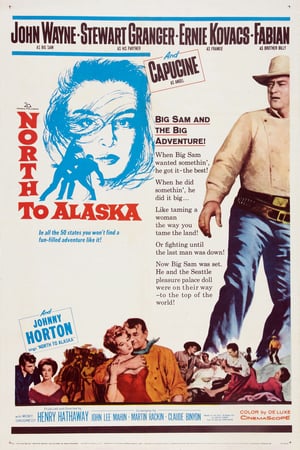 JOHN WAYNE • STEWART GRANGER • ERNIE KOVACS • FABIAN
AS BIG SAM AS HIS PARTNER AS FRANKIE AS BROTHER BILLY
And
CAPUCINE
AS ANGEL
NORTH
TO ALASKA
In all the 50 states you won't find a
fun-filled adventure like it!
BIG SAM AND
THE BIG
ADVENTURE!
When Big Sam
wanted somethin',
he got it-the best!
When he did
somethin', he
did it big...
Like taming a
woman
the way you
tame the land!
Or fighting until
the last man was down!
Now Big Sam was set.
He and the Seattle
pleasure palace doll
were on their way
-to the top of the
world!
And
JOHNNY
HORTON
sings "NORTH TO ALASKA"
Produced and Directed by
HENRY HATHAWAY
JOHN LEE MAHIN
MARTIN RACKIN
CLAUDE BINYON
COLOR by DE LUXE
CINEMASCOPE